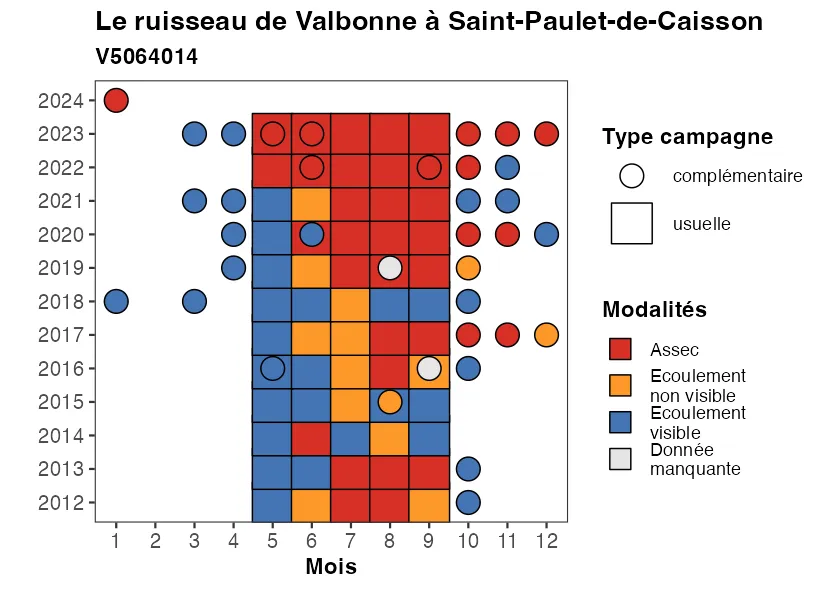 Le ruisseau de Valbonne à Saint-Paulet-de-Caisson
V5064014
2024
2023
2022
2021
2020
2019
2018
2017
2016
2015
2014
2013
2012
1 2 3 4 5 6 7 8 9 10 11 12
Mois
Type campagne
complémentaire
usuelle
Modalités
Assec
Ecoulement
non visible
Ecoulement
visible
Donnée
manquante